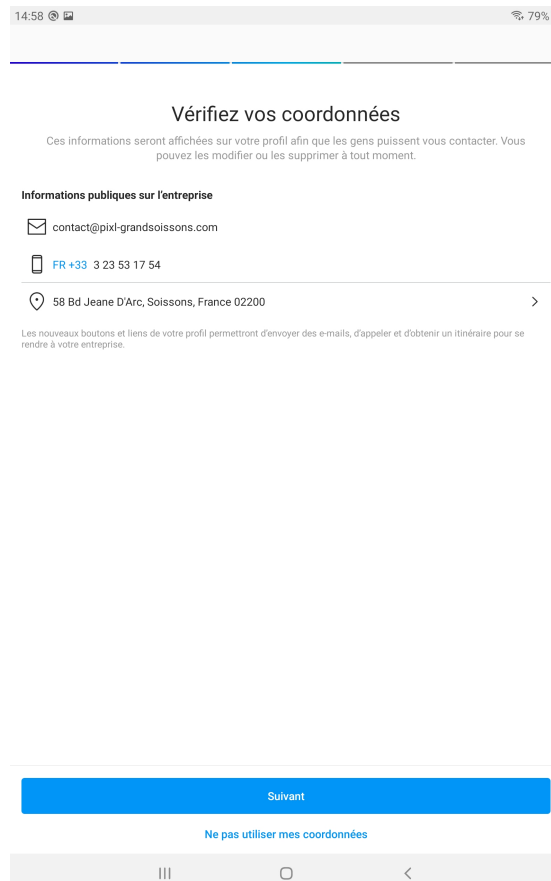 14:58
79%
Vérifiez vos coordonnées
Ces informations seront affichées sur votre profil afin que les gens puissent vous contacter. Vous
pouvez les modifier ou les supprimer à tout moment.
Informations publiques sur l'entreprise
contact@pixl-grandsoissons.com
FR +33 3 23 53 17 54
58 Bd Jeane D'Arc, Soissons, France 02200
Les nouveaux boutons et liens de votre profil permettront d'envoyer des e-mails, d'appeler et d'obtenir un itinéraire pour se
rendre à votre entreprise.
Suivant
Ne pas utiliser mes coordonnées